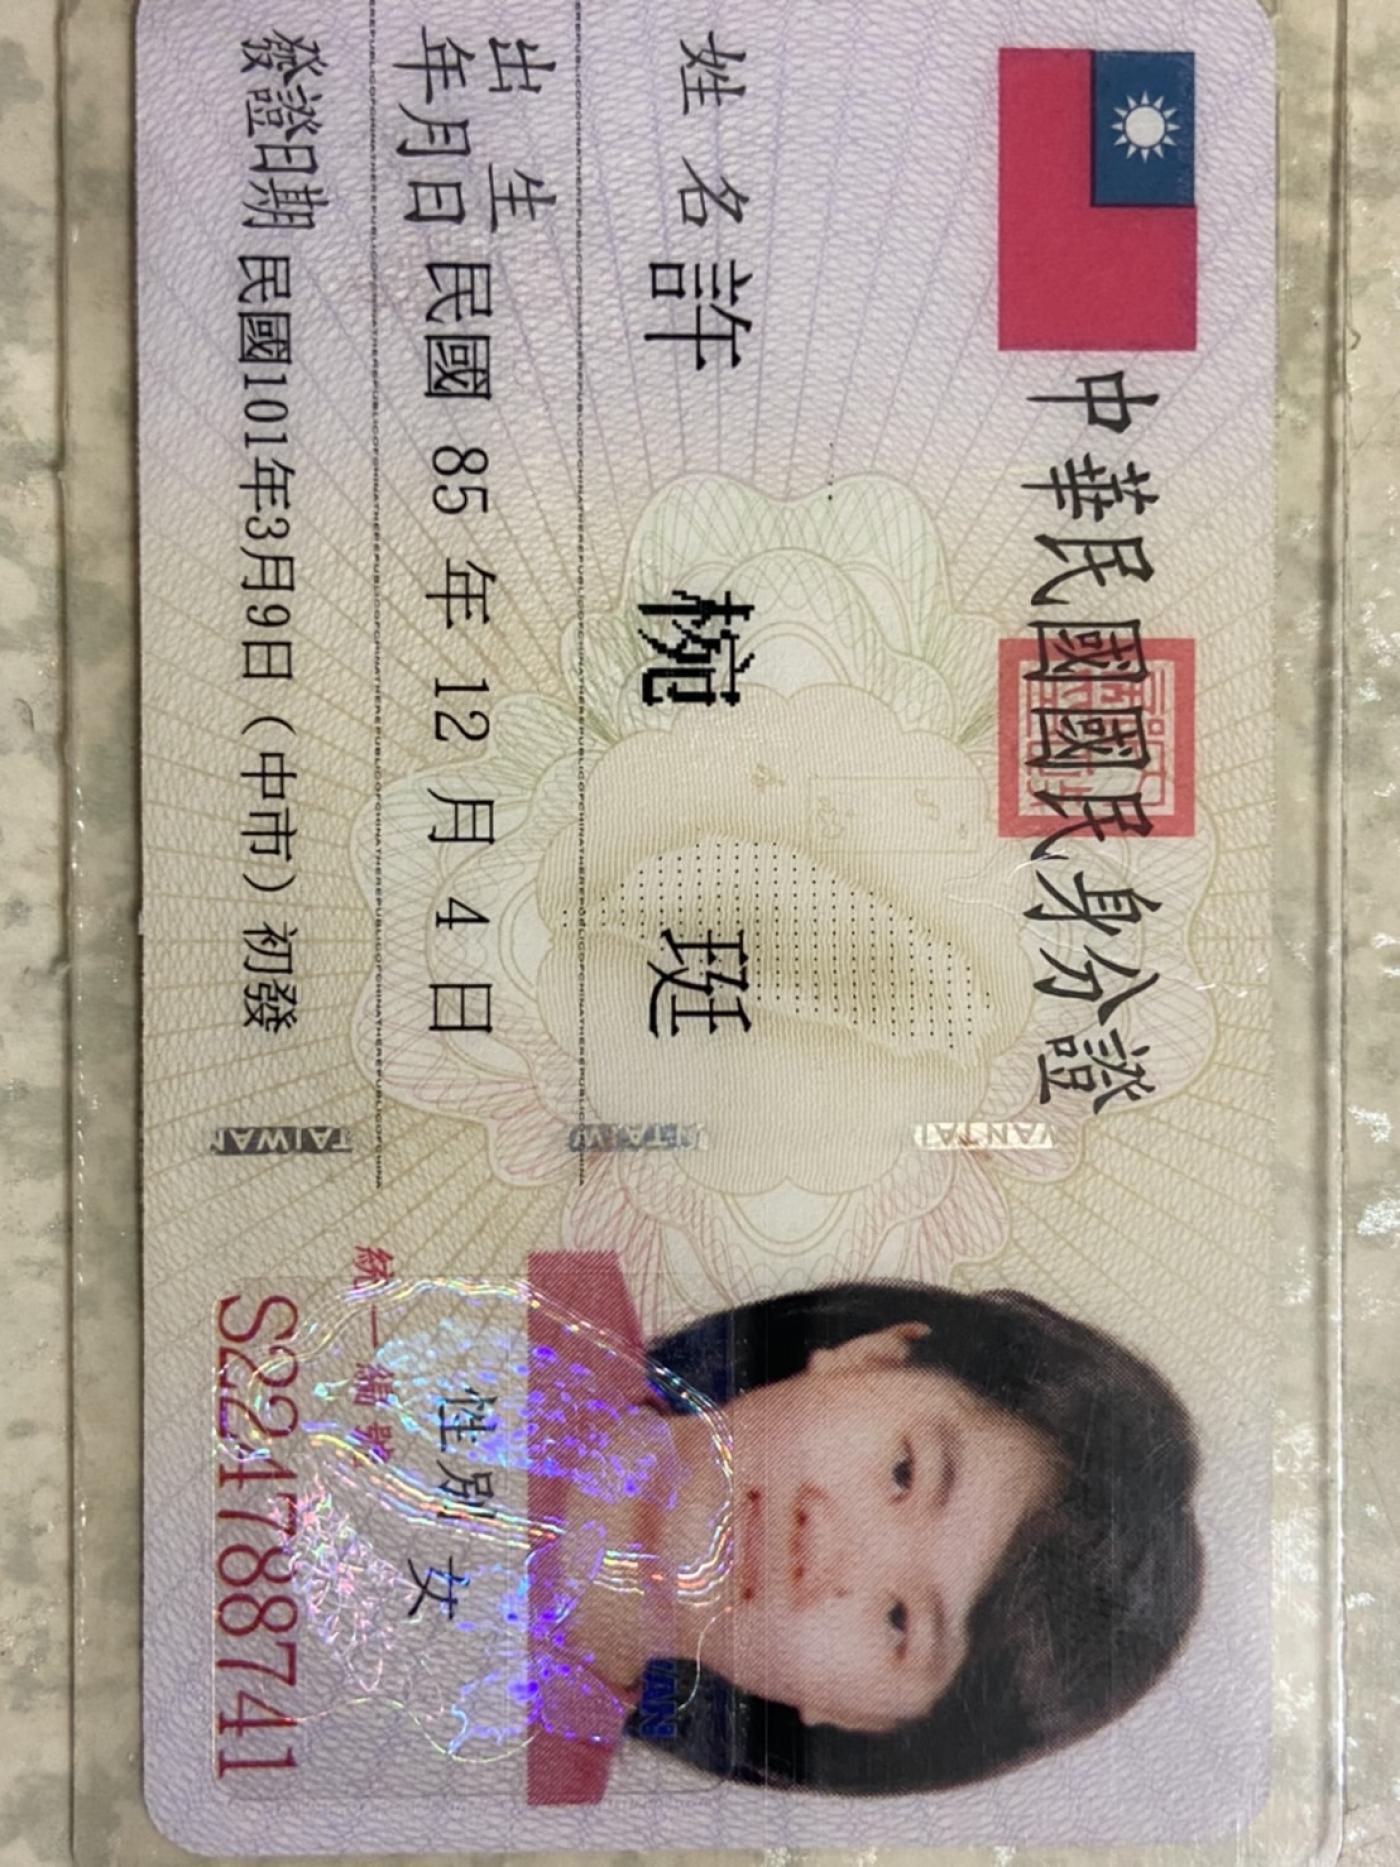 中華民國國民身分證
姓名 許 椀 珽
出生
年月日 民國 85 年 12 月 4 日
性別 女
發證日期 民國101年3月9日（中市）初發
統一編號
S224788741